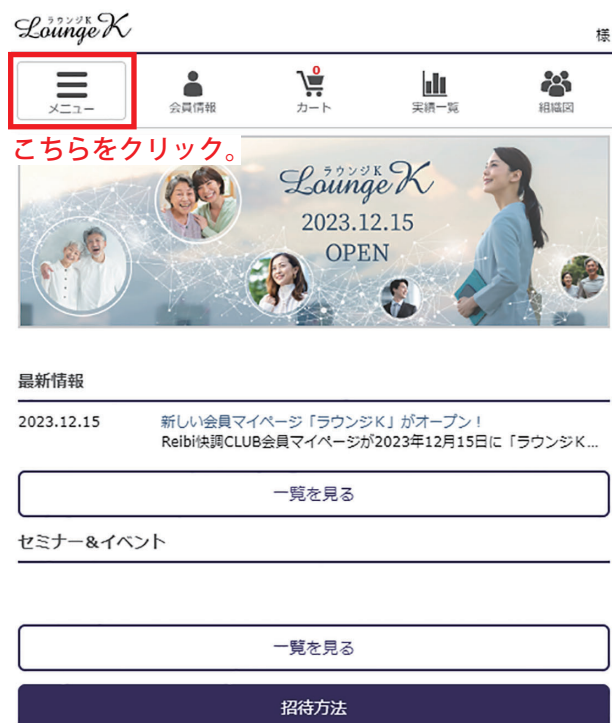 ラウンジK
Lounge K
様
メニュー
会員情報
0
カート
実績一覧
組織図
こちらをクリック。
ラウンジK
Lounge K
2023.12.15
OPEN
最新情報
2023.12.15
新しい会員マイページ「ラウンジK」がオープン！
Reibi快調CLUB会員マイページが2023年12月15日に「ラウンジK...
一覧を見る
セミナー&イベント
一覧を見る
招待方法